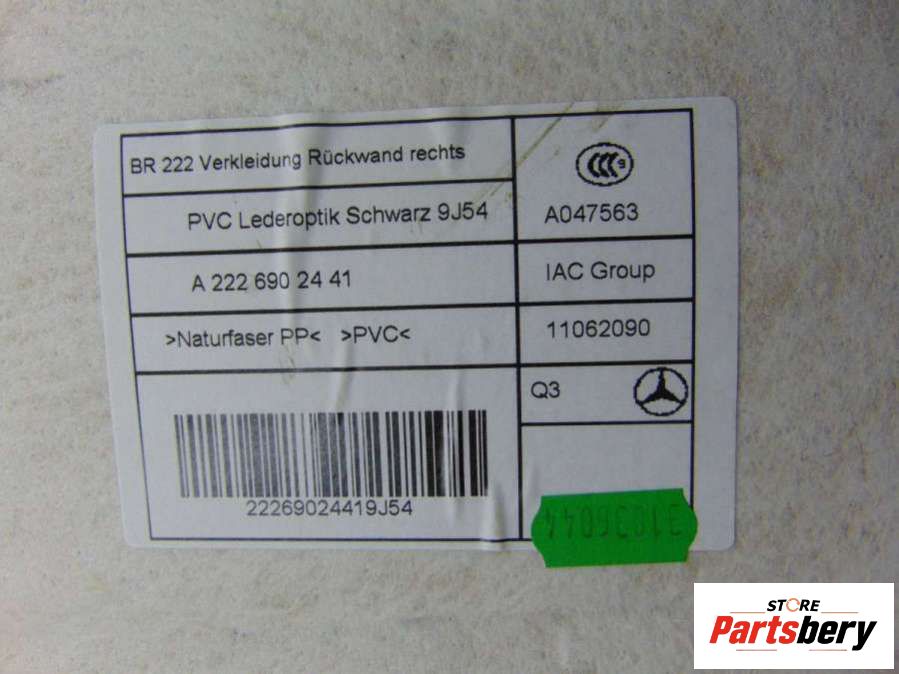 BR 222 Verkleidung Rückwand rechts
PVC Lederoptik Schwarz 9J54
A 222 690 24 41
>Naturfaser PP< >PVC<
22269024419J54
CCC S
A047563
IAC Group
11062090
Q3
31036044
STORE
Partsbery